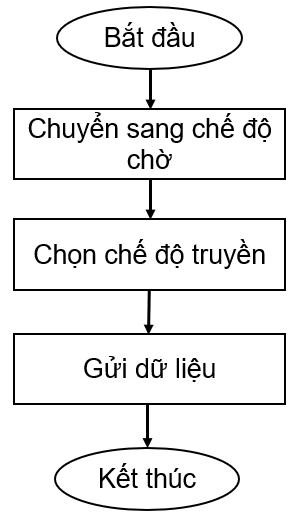 Bắt đầu
Chuyển sang chế độ
chờ
Chọn chế độ truyền
Gửi dữ liệu
Kết thúc